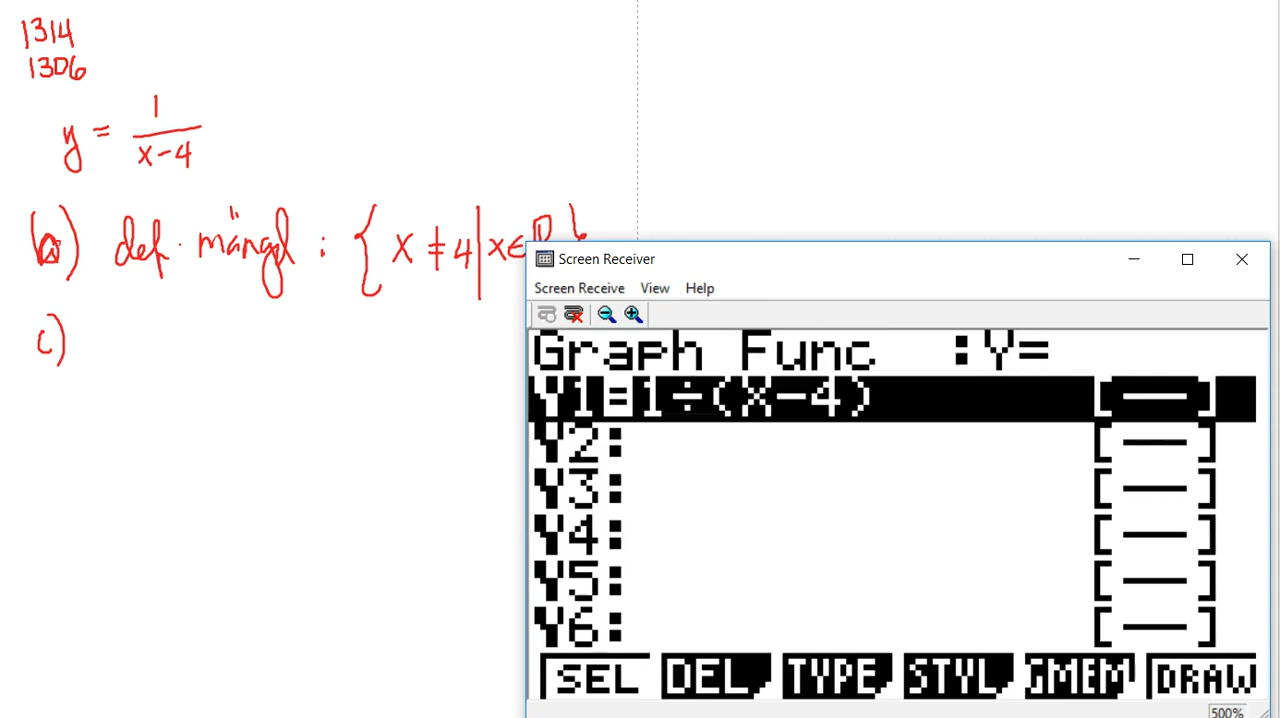 1314
1306
y = 1/(x-4)
b) def. mängd : { x ≠ 4 | x ∈
c)
Screen Receiver
Screen Receive View Help
Graph Func :Y=
Y1=1÷(X-4) [—]
Y2: [—]
Y3: [—]
Y4: [—]
Y5: [—]
Y6: [—]
SEL DEL TYPE STYL GMEM DRAW
500%